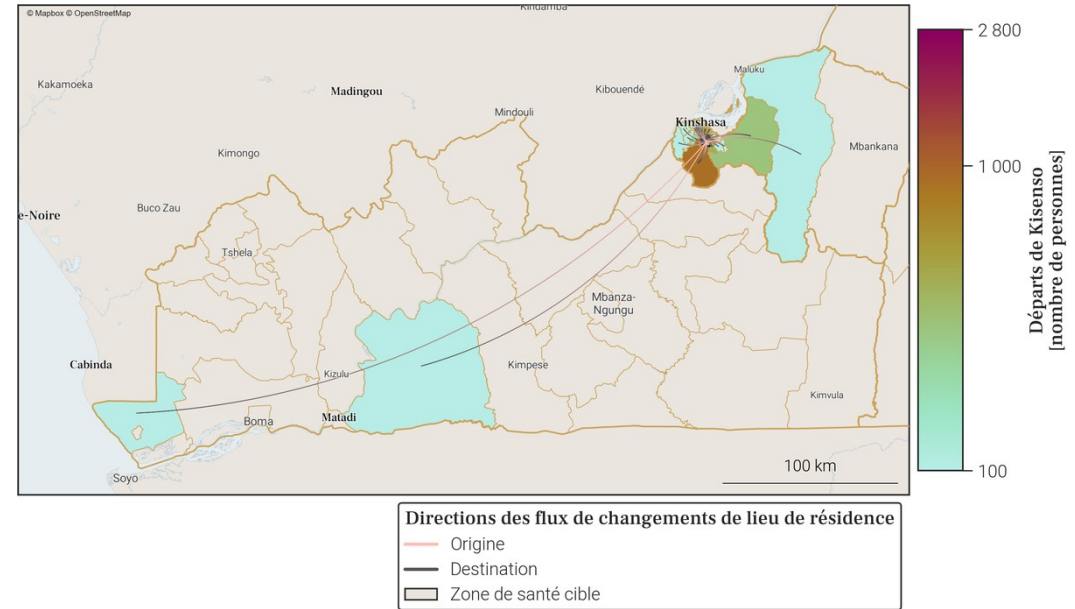 © Mapbox © OpenStreetMap
Kindamba
2 800
Kakamoeka
Madingou
Kibouendé
Maluku
Mindouli
Kinshasa
Kimongo
Mbankana
1 000
e-Noire
Buco Zau
Tshela
Mbanza-
Ngungu
Cabinda
Kizulu
Kimpese
Kimvula
Boma
Matadi
Soyo
100 km
100
Départs de Kisenso
[nombre de personnes]
Directions des flux de changements de lieu de résidence
Origine
Destination
Zone de santé cible